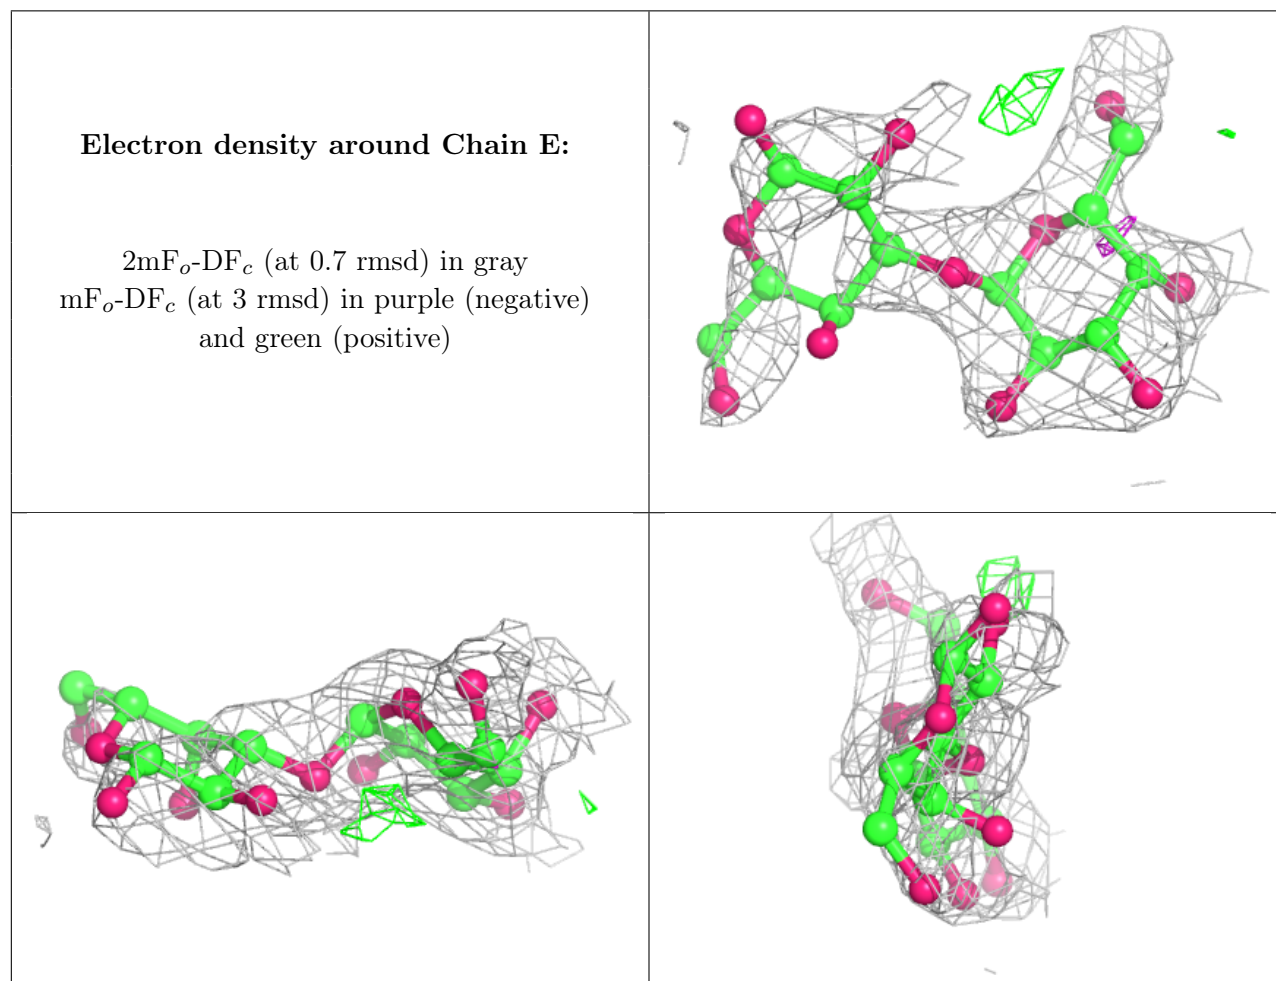 Electron density around Chain E:
2mFₒ-DF𝑐 (at 0.7 rmsd) in gray
mFₒ-DF𝑐 (at 3 rmsd) in purple (negative)
and green (positive)